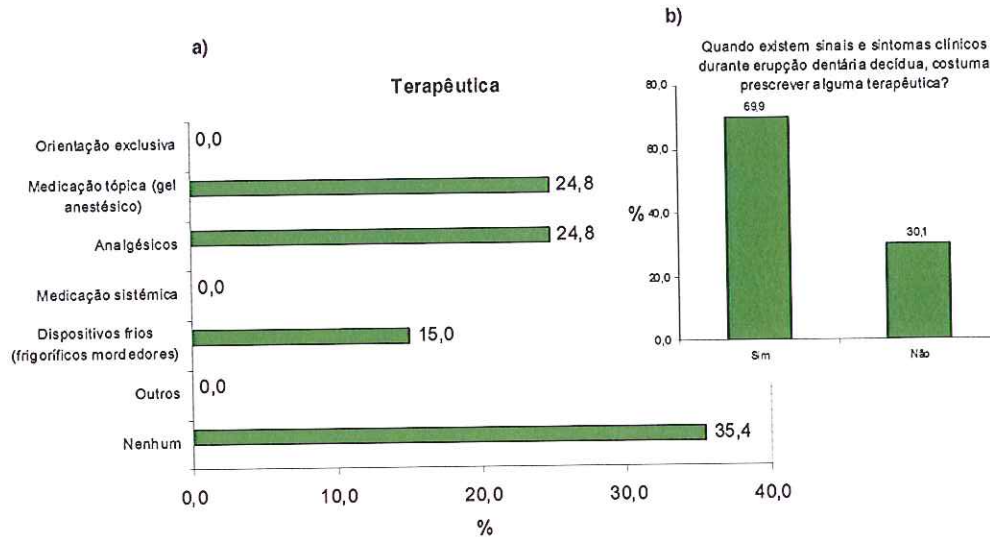 a)
Terapêutica
Orientação exclusiva
0,0
Medicação tópica (gel
anestésico)
24,8
Analgésicos
24,8
Medicação sistémica
0,0
Dispositivos frios
(frigoríficos mordedores)
15,0
Outros
0,0
Nenhum
35,4
0,0
10,0
20,0
30,0
40,0
%
b)
Quando existem sinais e sintomas clínicos
durante erupção dentária decídua, costuma
prescrever alguma terapêutica?
80,0
60,0
%
40,0
20,0
0,0
69,9
30,1
Sim
Não